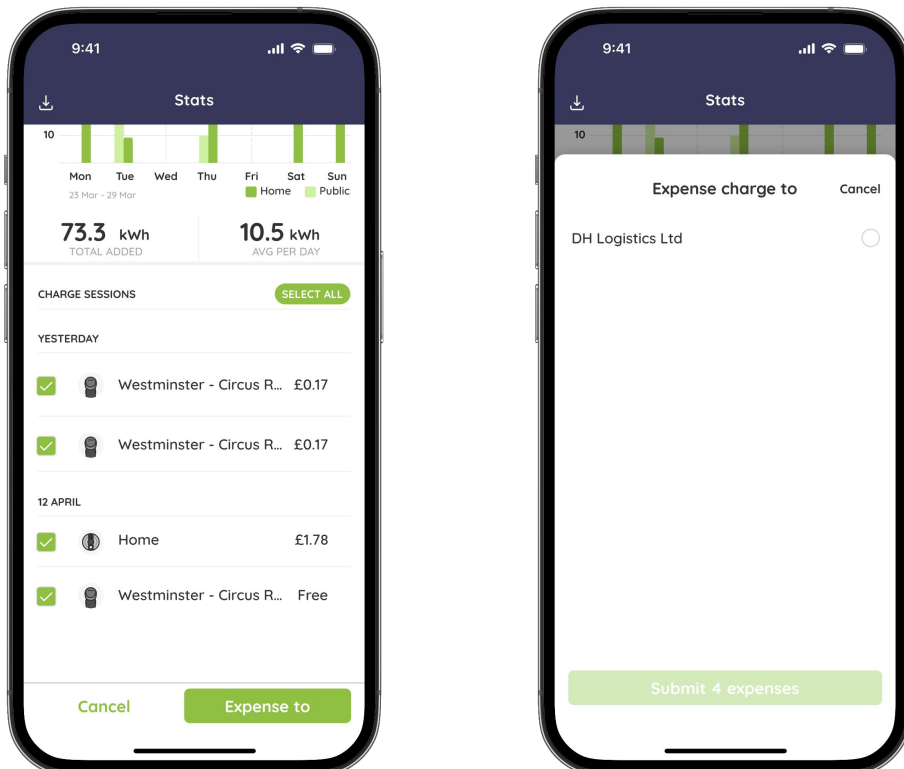 9:41
Stats
10
Mon Tue Wed Thu Fri Sat Sun
23 Mar - 29 Mar
Home Public
73.3 kWh
TOTAL ADDED
10.5 kWh
AVG PER DAY
CHARGE SESSIONS SELECT ALL
YESTERDAY
Westminster - Circus R... £0.17
Westminster - Circus R... £0.17
12 APRIL
Home £1.78
Westminster - Circus R... Free
Cancel Expense to
9:41
Stats
10
Expense charge to Cancel
DH Logistics Ltd
Submit 4 expenses